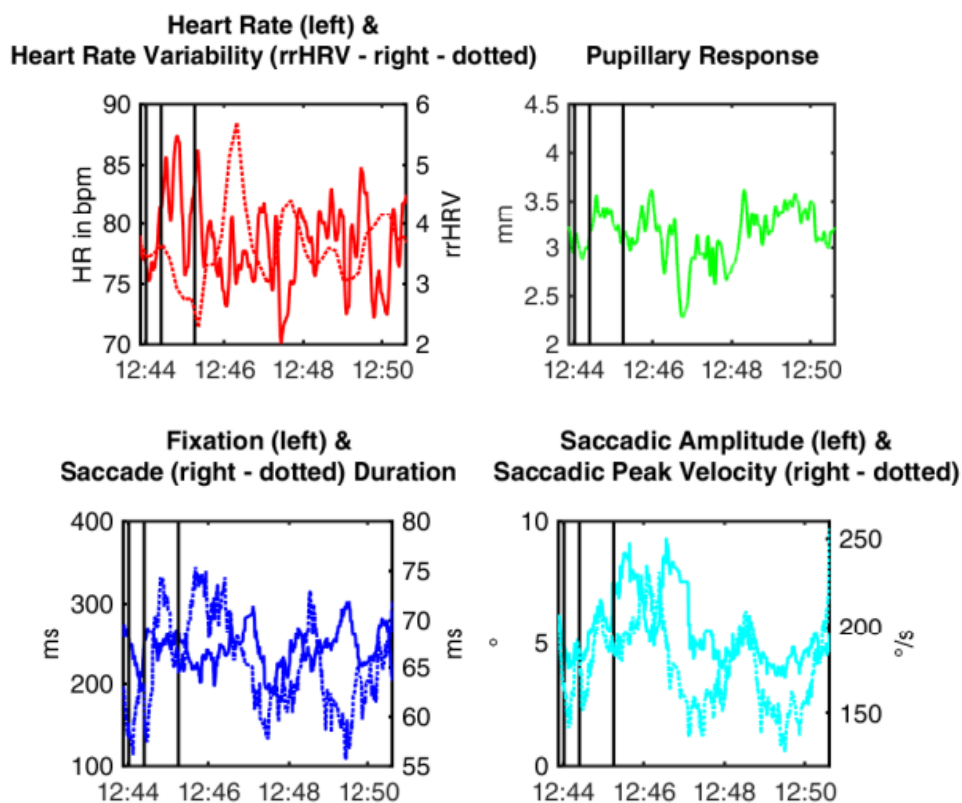 Heart Rate (left) &
Heart Rate Variability (rrHRV - right - dotted)
90
85
80
75
70
HR in bpm
6
5
4
3
2
rrHRV
12:44 12:46 12:48 12:50
Pupillary Response
4.5
4
3.5
3
2.5
2
mm
12:44 12:46 12:48 12:50
Fixation (left) &
Saccade (right - dotted) Duration
400
300
200
100
ms
80
75
70
65
60
55
ms
12:44 12:46 12:48 12:50
Saccadic Amplitude (left) &
Saccadic Peak Velocity (right - dotted)
10
5
0
°
250
200
150
°/s
12:44 12:46 12:48 12:50